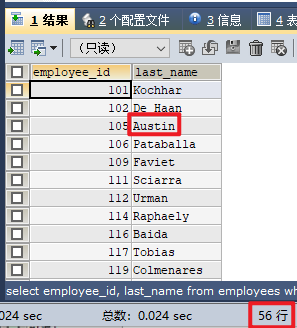 1 结果 2 个配置文件 3 信息 4 表
（只读）
employee_id last_name
101 Kochhar
102 De Haan
105 Austin
106 Pataballa
109 Faviet
111 Sciarra
112 Urman
114 Raphaely
116 Baida
117 Tobias
119 Colmenares
select employee_id, last_name from employees wh
0.024 sec 总数: 0.024 sec 56 行